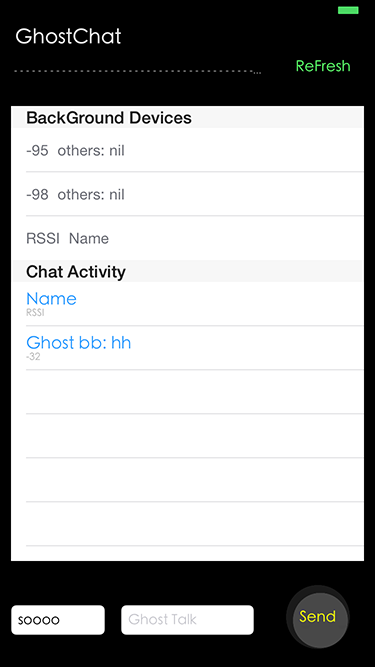 GhostChat
ReFresh
BackGround Devices
-95 others: nil
-98 others: nil
RSSI Name
Chat Activity
Name
RSSI
Ghost bb: hh
-32
soooo
Ghost Talk
Send